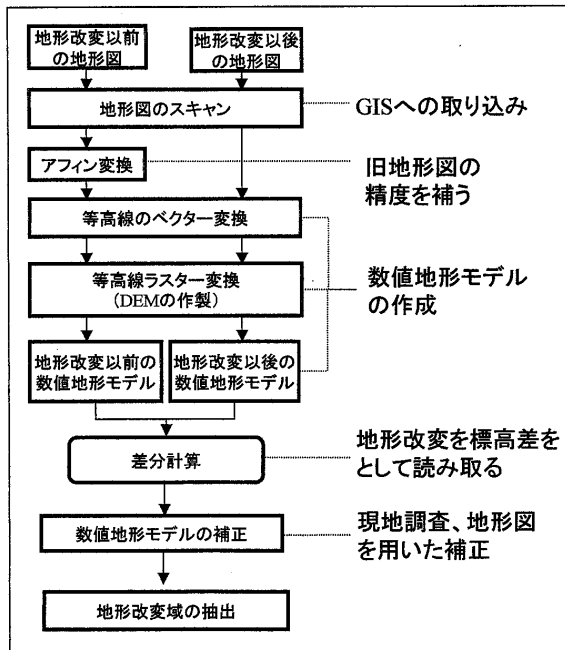 地形改変以前
の地形図
地形改変以後
の地形図
地形図のスキャン
GISへの取り込み
アフィン変換
旧地形図の
精度を補う
等高線のベクター変換
等高線ラスター変換
(DEMの作製)
数値地形モデル
の作成
地形改変以前の
数値地形モデル
地形改変以後の
数値地形モデル
差分計算
地形改変を標高差を
として読み取る
数値地形モデルの補正
現地調査、地形図
を用いた補正
地形改変域の抽出